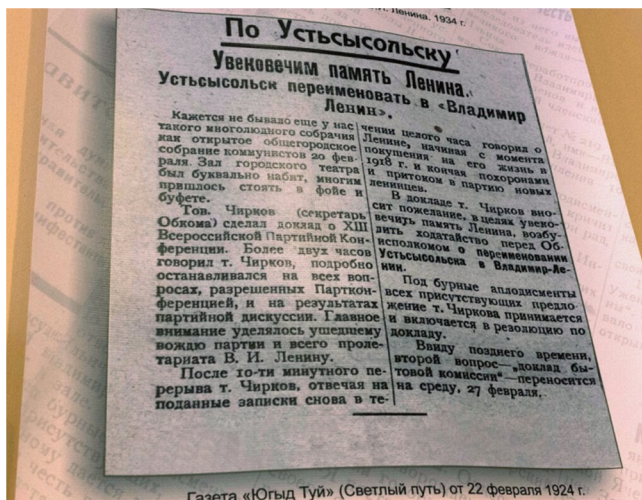 Ленина. 1934 г.
По Устьсысольску
Увековечим память Ленина.
Устьсысольск переименовать в «Владимир
Ленин».
Кажется не бывало еще у нас
такого многолюдного собрания
как открытое общегородское
собрание коммунистов 20 фев-
раля. Зал городского театра
был буквально набит, многим
пришлось стоять в фойе и
буфете.
Тов. Чирков (секретарь
Обкома) сделал доклад о XIII
Всероссийской Партийной Кон-
ференции. Более двух часов
говорил т. Чирков, подробно
останавливался на всех воп-
росах, разрешенных Парткон-
ференцией, и на результатах
партийной дискуссии. Главное
внимание уделялось ушедшему
вождю партии и всего проле-
тариата В. И. Ленину.
После 10-ти минутного пе-
рерыва т. Чирков, отвечая на
поданные записки снова в те-
чении целого часа говорил о
Ленине, начиная с момента
покушения на его жизнь в
1918 г. и кончая похоронами
и притоком в партию новых
ленинцев.
В докладе т. Чирков вно-
сит пожелание, в целях увеко-
вечить память Ленина, возбу-
дить ходатайство перед Об-
исполкомом о переименовании
Устьсысольска в Владимир-Ле-
нин.
Под бурные аплодисменты
всех присутствующих предло-
жение т. Чиркова принимается
и включается в резолюцию по
докладу.
Ввиду позднего времени,
второй вопрос—„доклад бы-
товой комиссии“—переносится
на среду, 27 февраля.
Газета «Югыд Туй» (Светлый путь) от 22 февраля 1924 г.